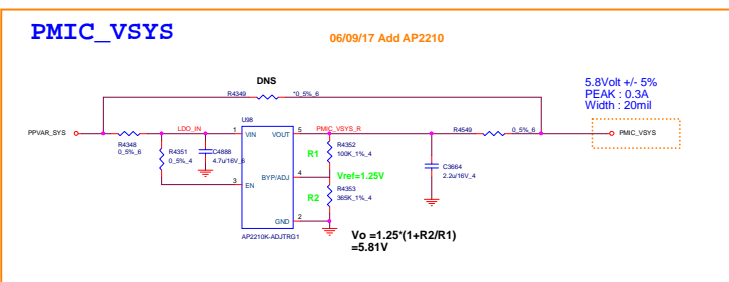 PMIC_VSYS
06/09/17 Add AP2210
DNS
R4349
*0_5%_6
5.8Volt +/- 5%
PEAK : 0.3A
Width : 20mil
U98
PPVAR_SYS
LDO_IN
1
VIN
VOUT
5
PMIC_VSYS_R
R4549
0_5%_6
PMIC_VSYS
R4348
0_5%_6
R4351
0_5%_4
C4886
4.7u/16V_6
R1
R4352
100K_1%_4
C3664
2.2u/16V_4
BYP/ADJ
4
Vref=1.25V
3
EN
R2
R4353
365K_1%_4
GND
2
AP2210K-ADJTRG1
Vo =1.25*(1+R2/R1)
=5.81V